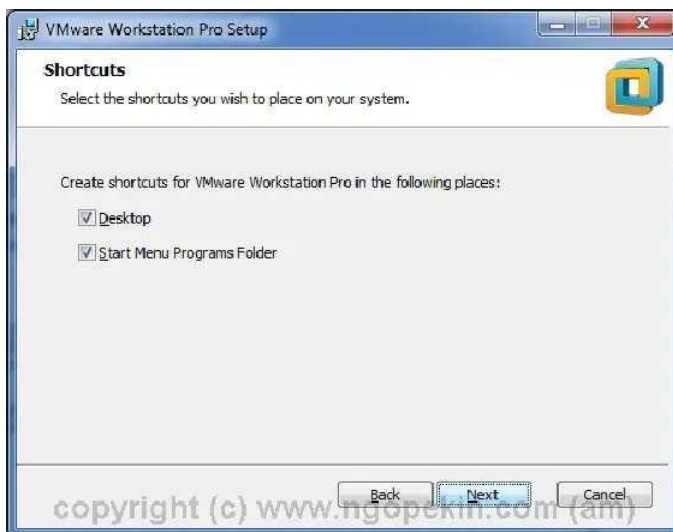 VMware Workstation Pro Setup
Shortcuts
Select the shortcuts you wish to place on your system.
Create shortcuts for VMware Workstation Pro in the following places:
Desktop
Start Menu Programs Folder
Back Next Cancel
copyright (c) www.ngopekin.com (am)